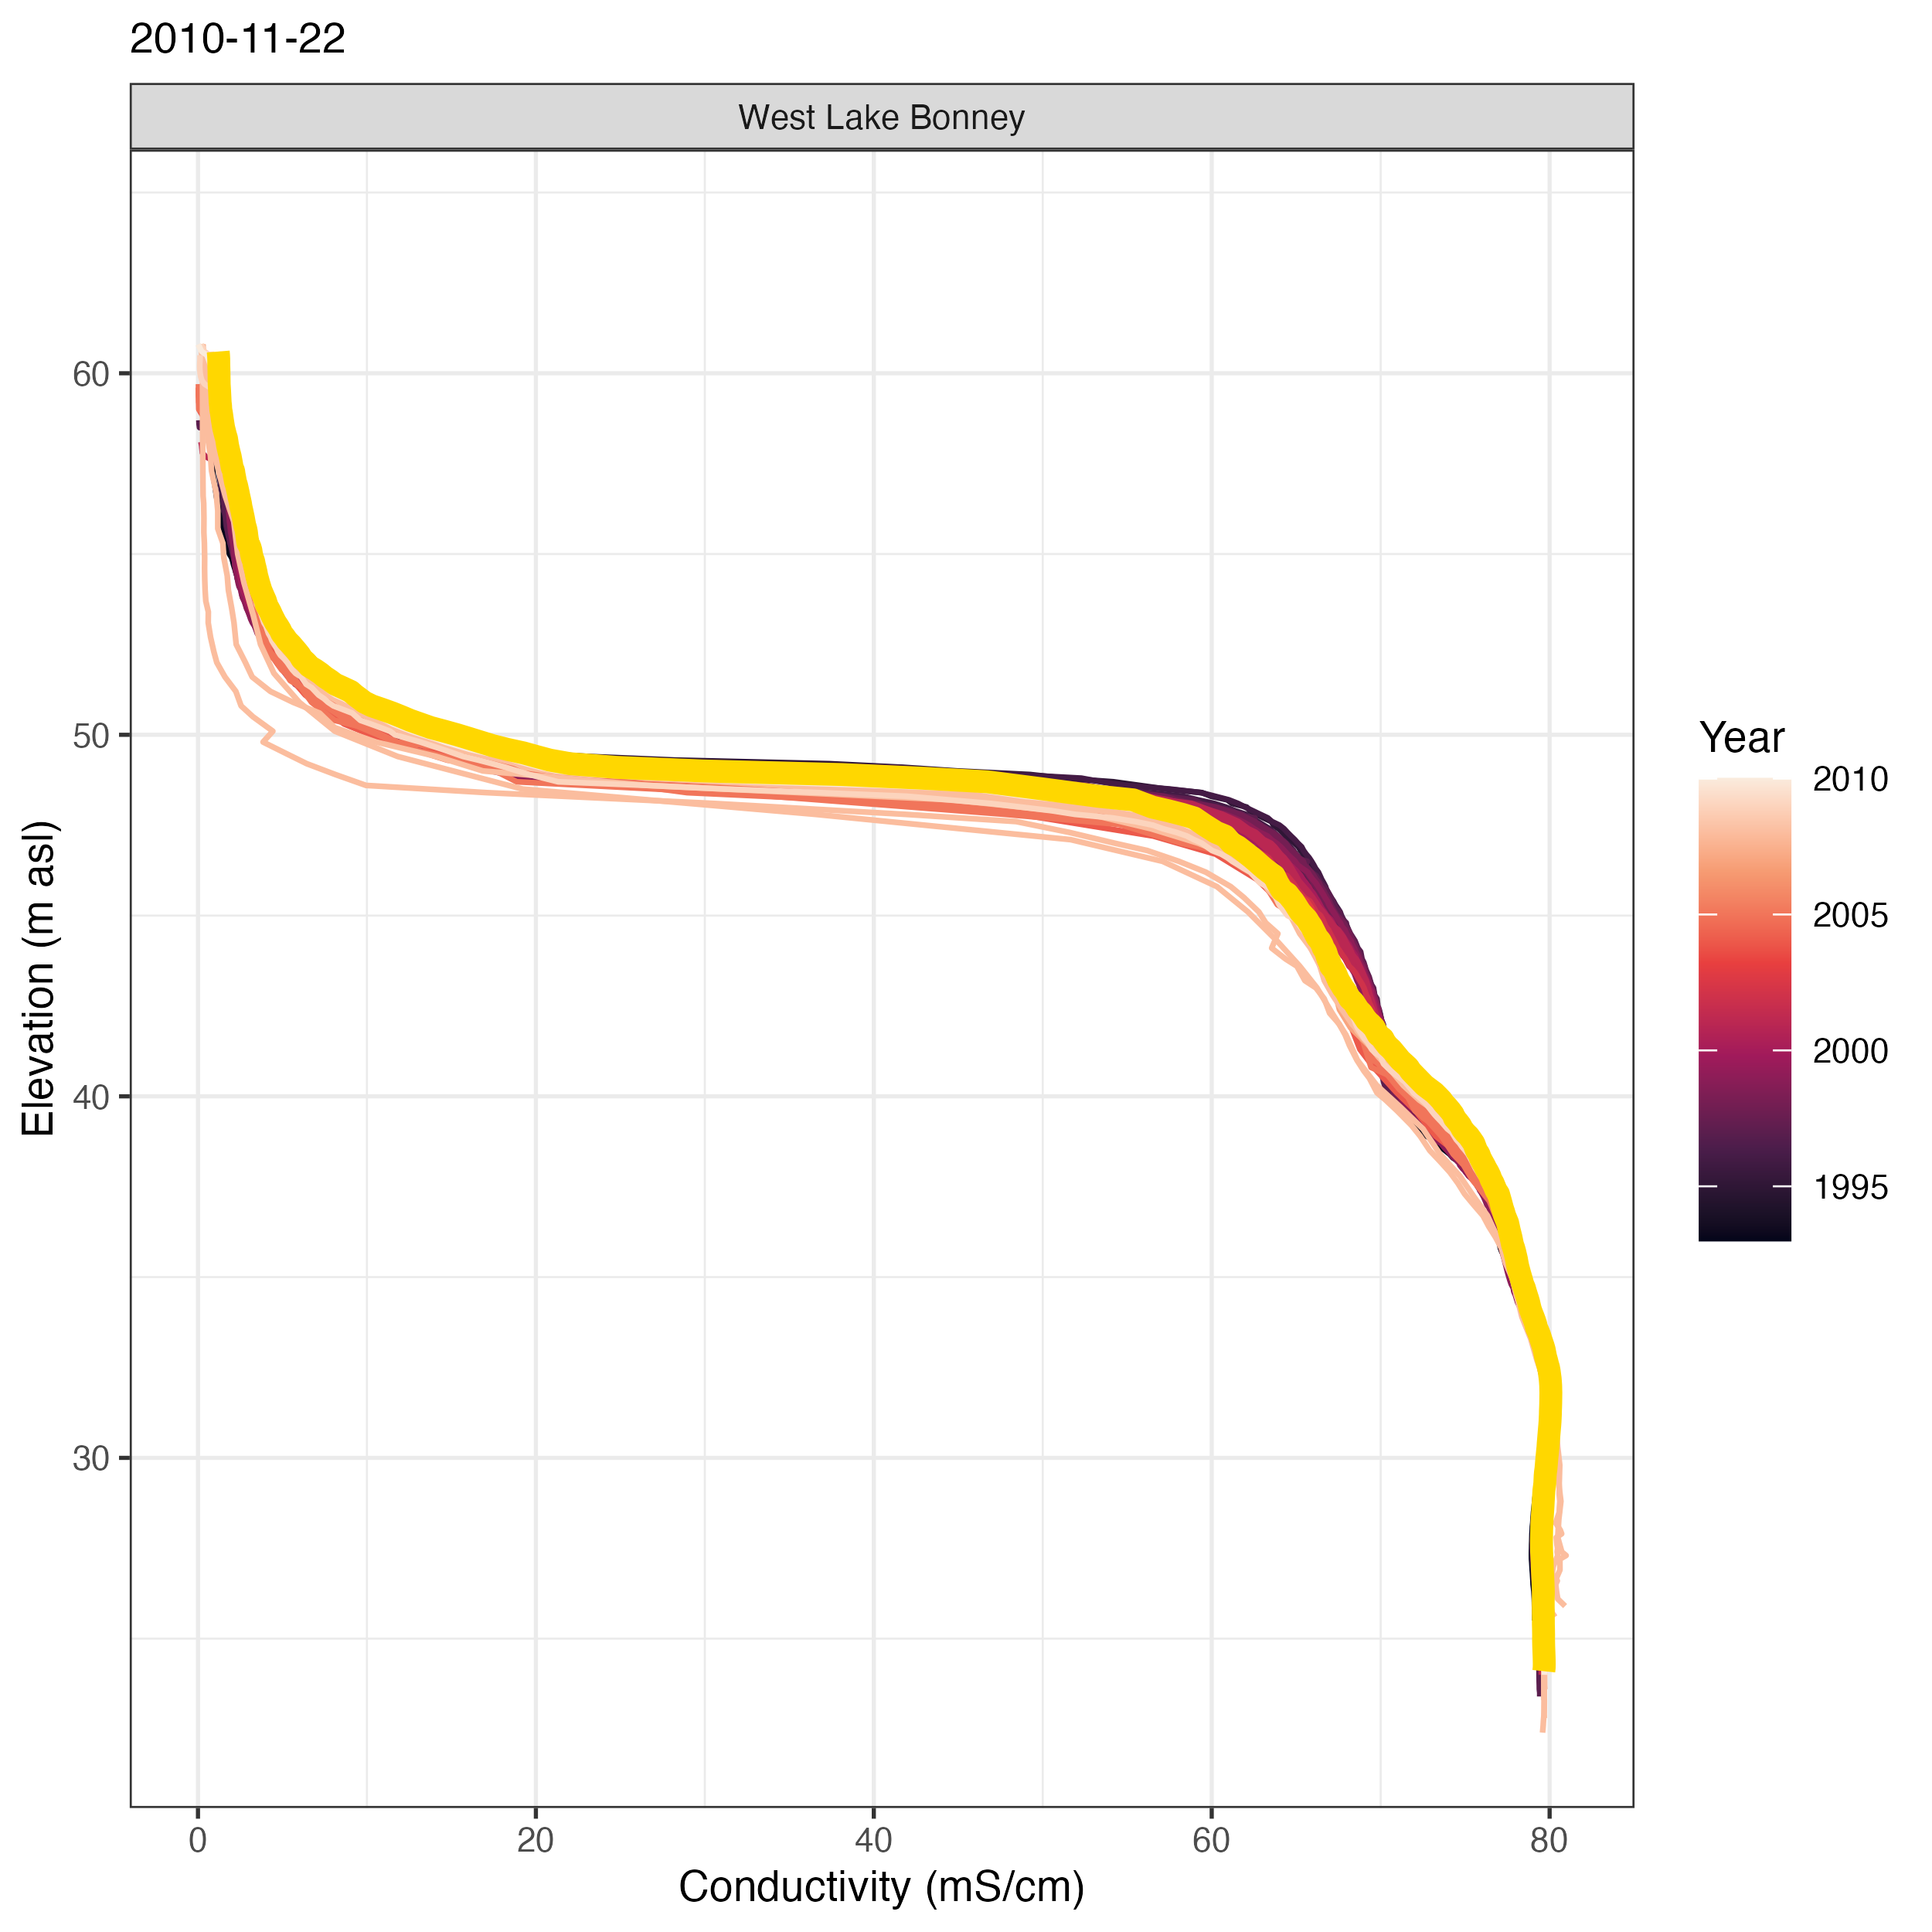 2010-11-22
West Lake Bonney
Elevation (m asl)
60
50
40
30
0 20 40 60 80
Conductivity (mS/cm)
Year
2010
2005
2000
1995